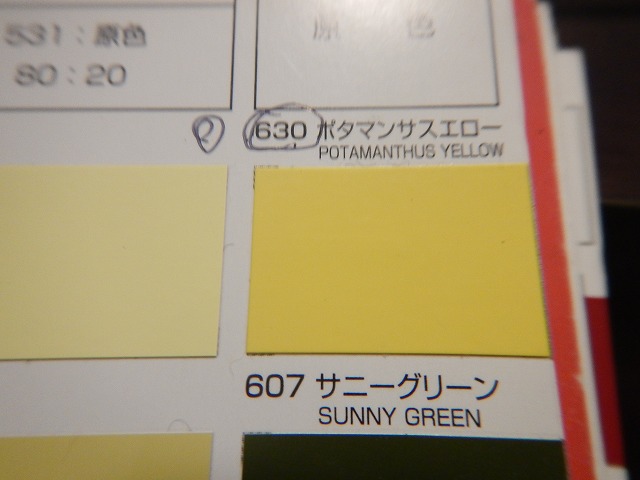 531：原色
80：20
原　色
630 ポタマンサスエロー
POTAMANTHUS YELLOW
607 サニーグリーン
SUNNY GREEN